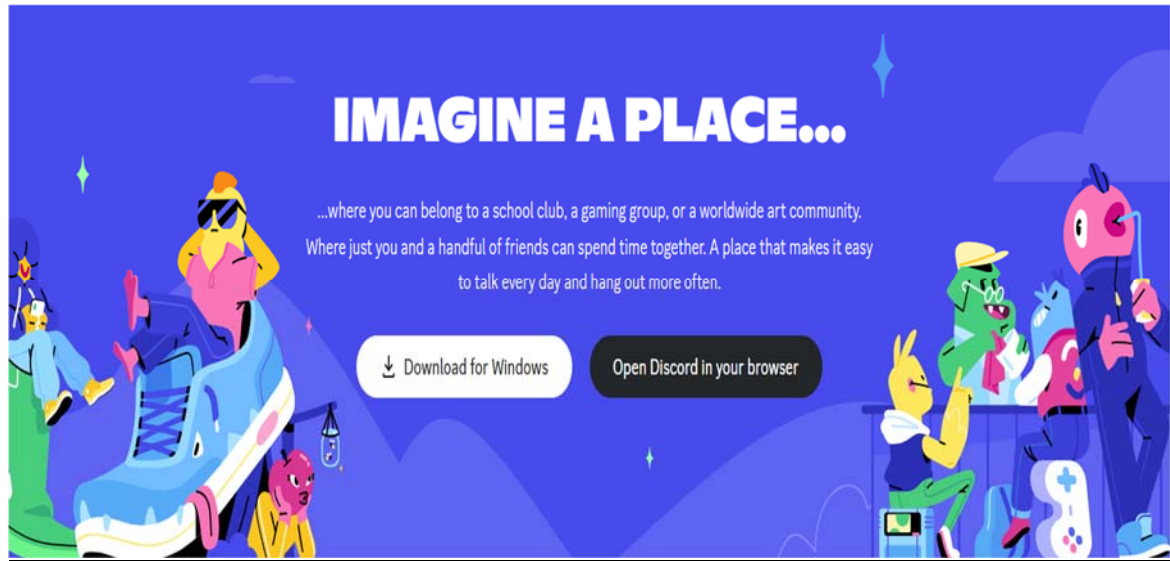 IMAGINE A PLACE...
...where you can belong to a school club, a gaming group, or a worldwide art community.
Where just you and a handful of friends can spend time together. A place that makes it easy
to talk every day and hang out more often.
Download for Windows
Open Discord in your browser